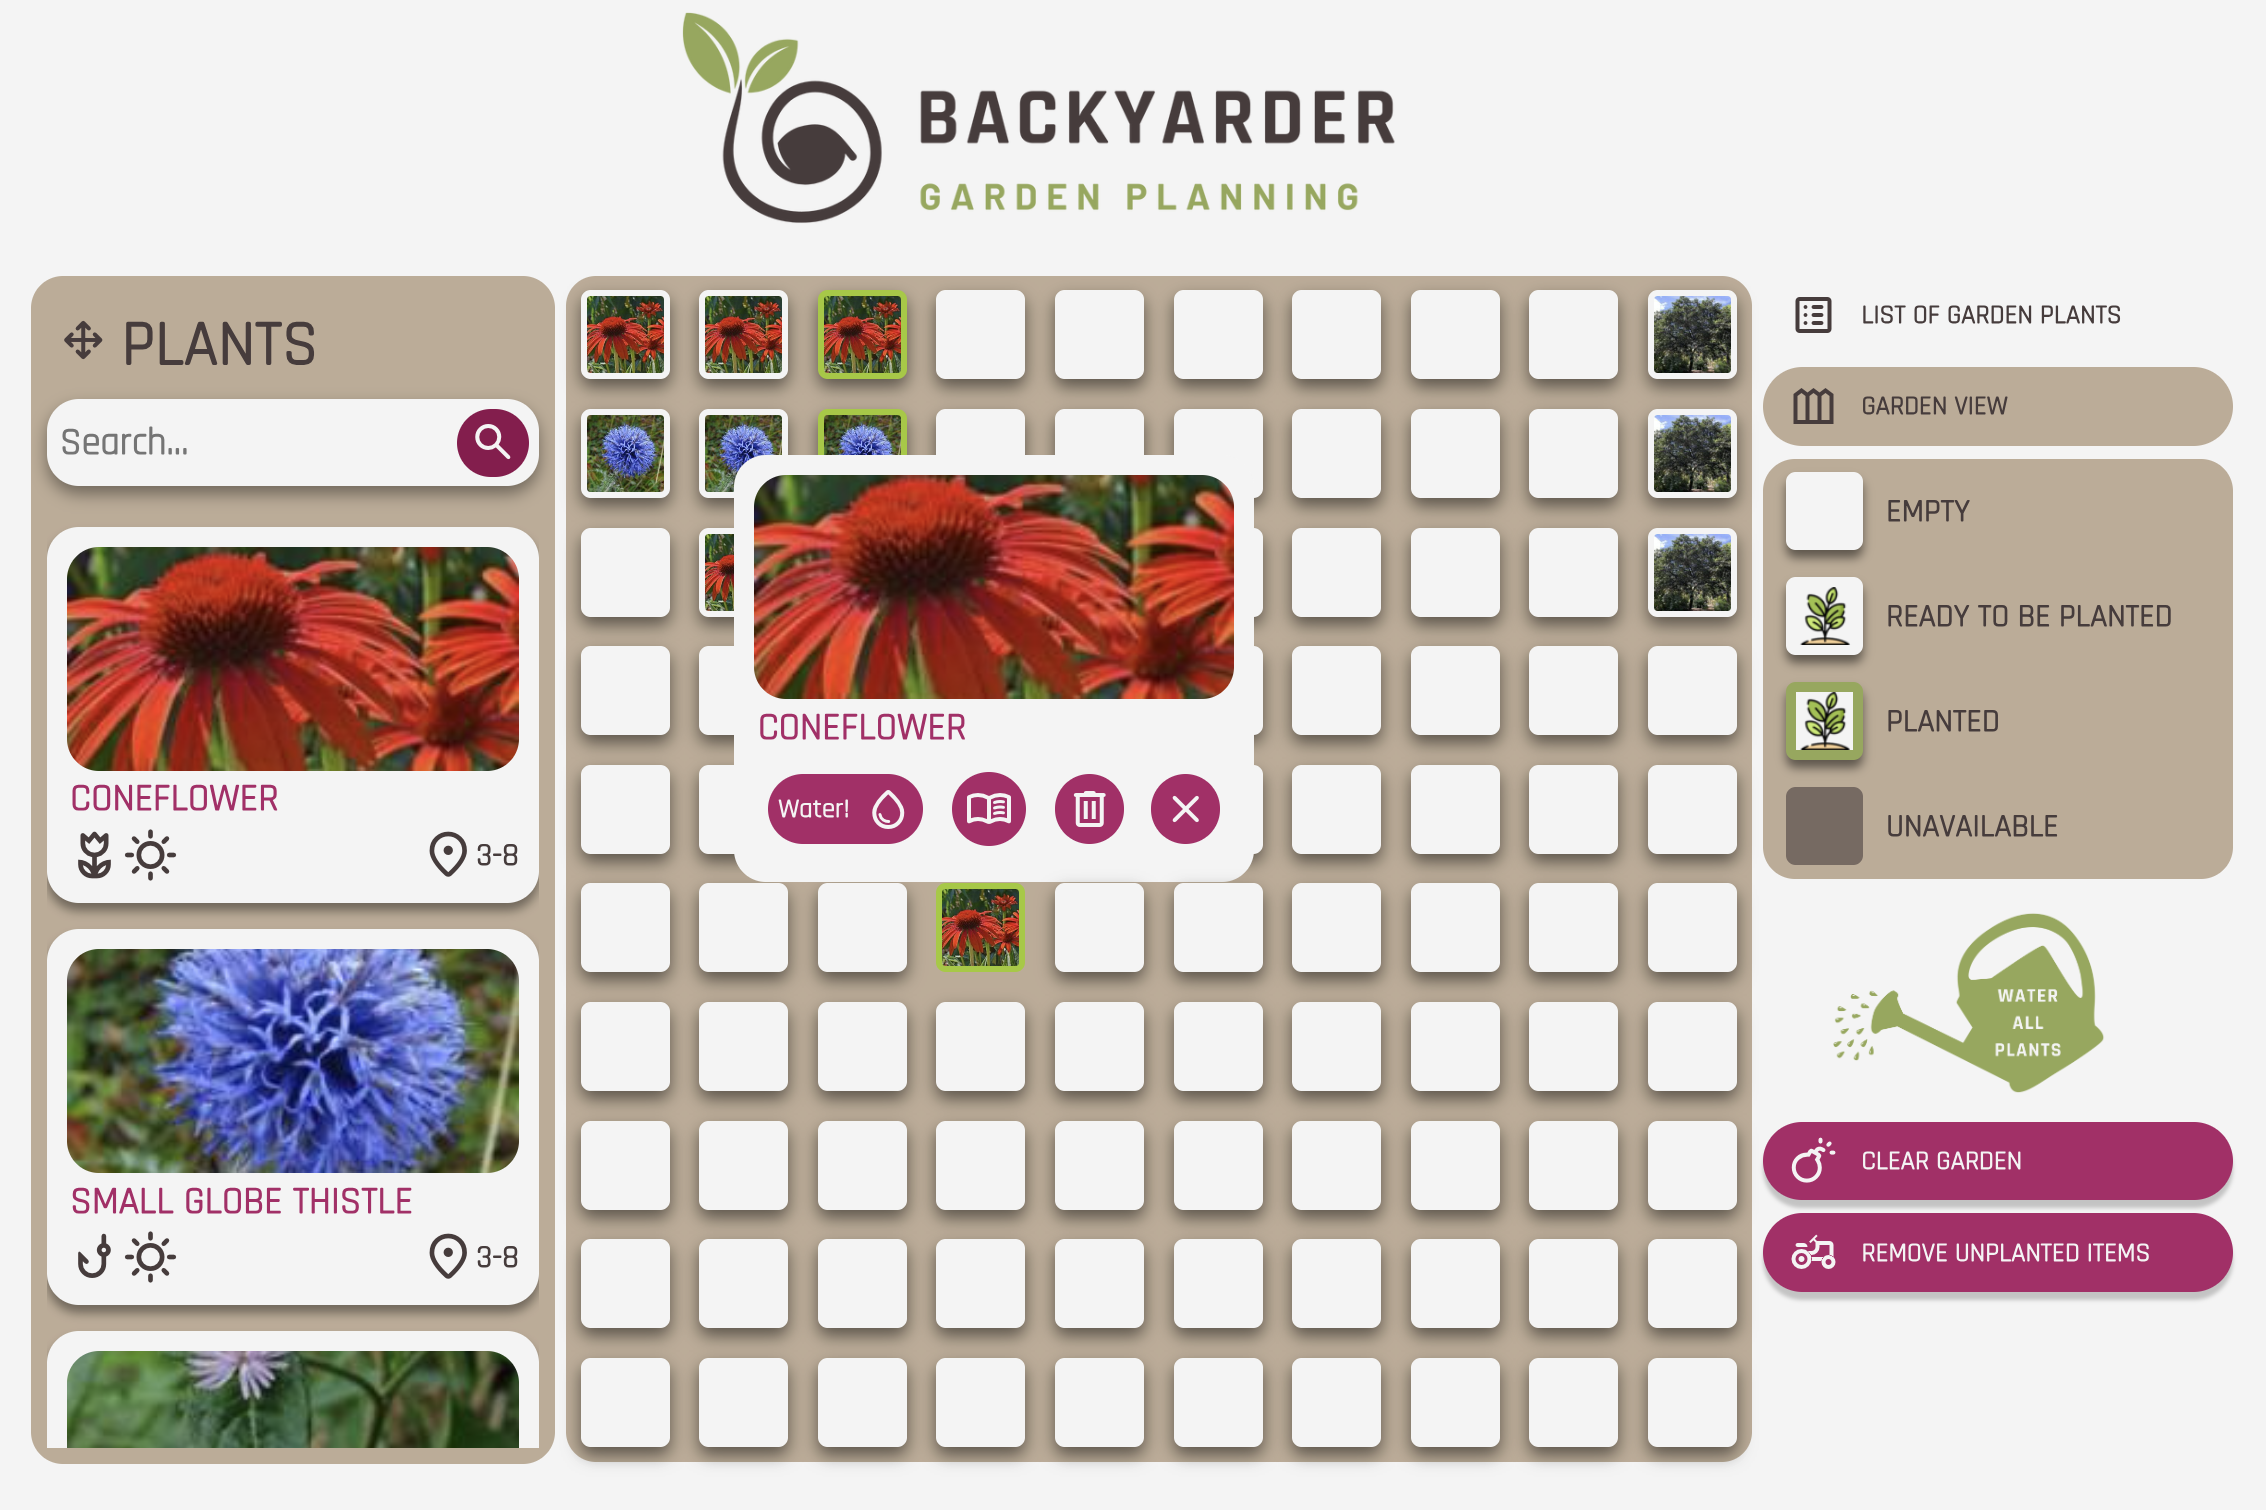 BACKYARDER
GARDEN PLANNING
PLANTS
Search...
CONEFLOWER
3-8
SMALL GLOBE THISTLE
3-8
CONEFLOWER
Water!
LIST OF GARDEN PLANTS
GARDEN VIEW
EMPTY
READY TO BE PLANTED
PLANTED
UNAVAILABLE
WATER
ALL
PLANTS
CLEAR GARDEN
REMOVE UNPLANTED ITEMS